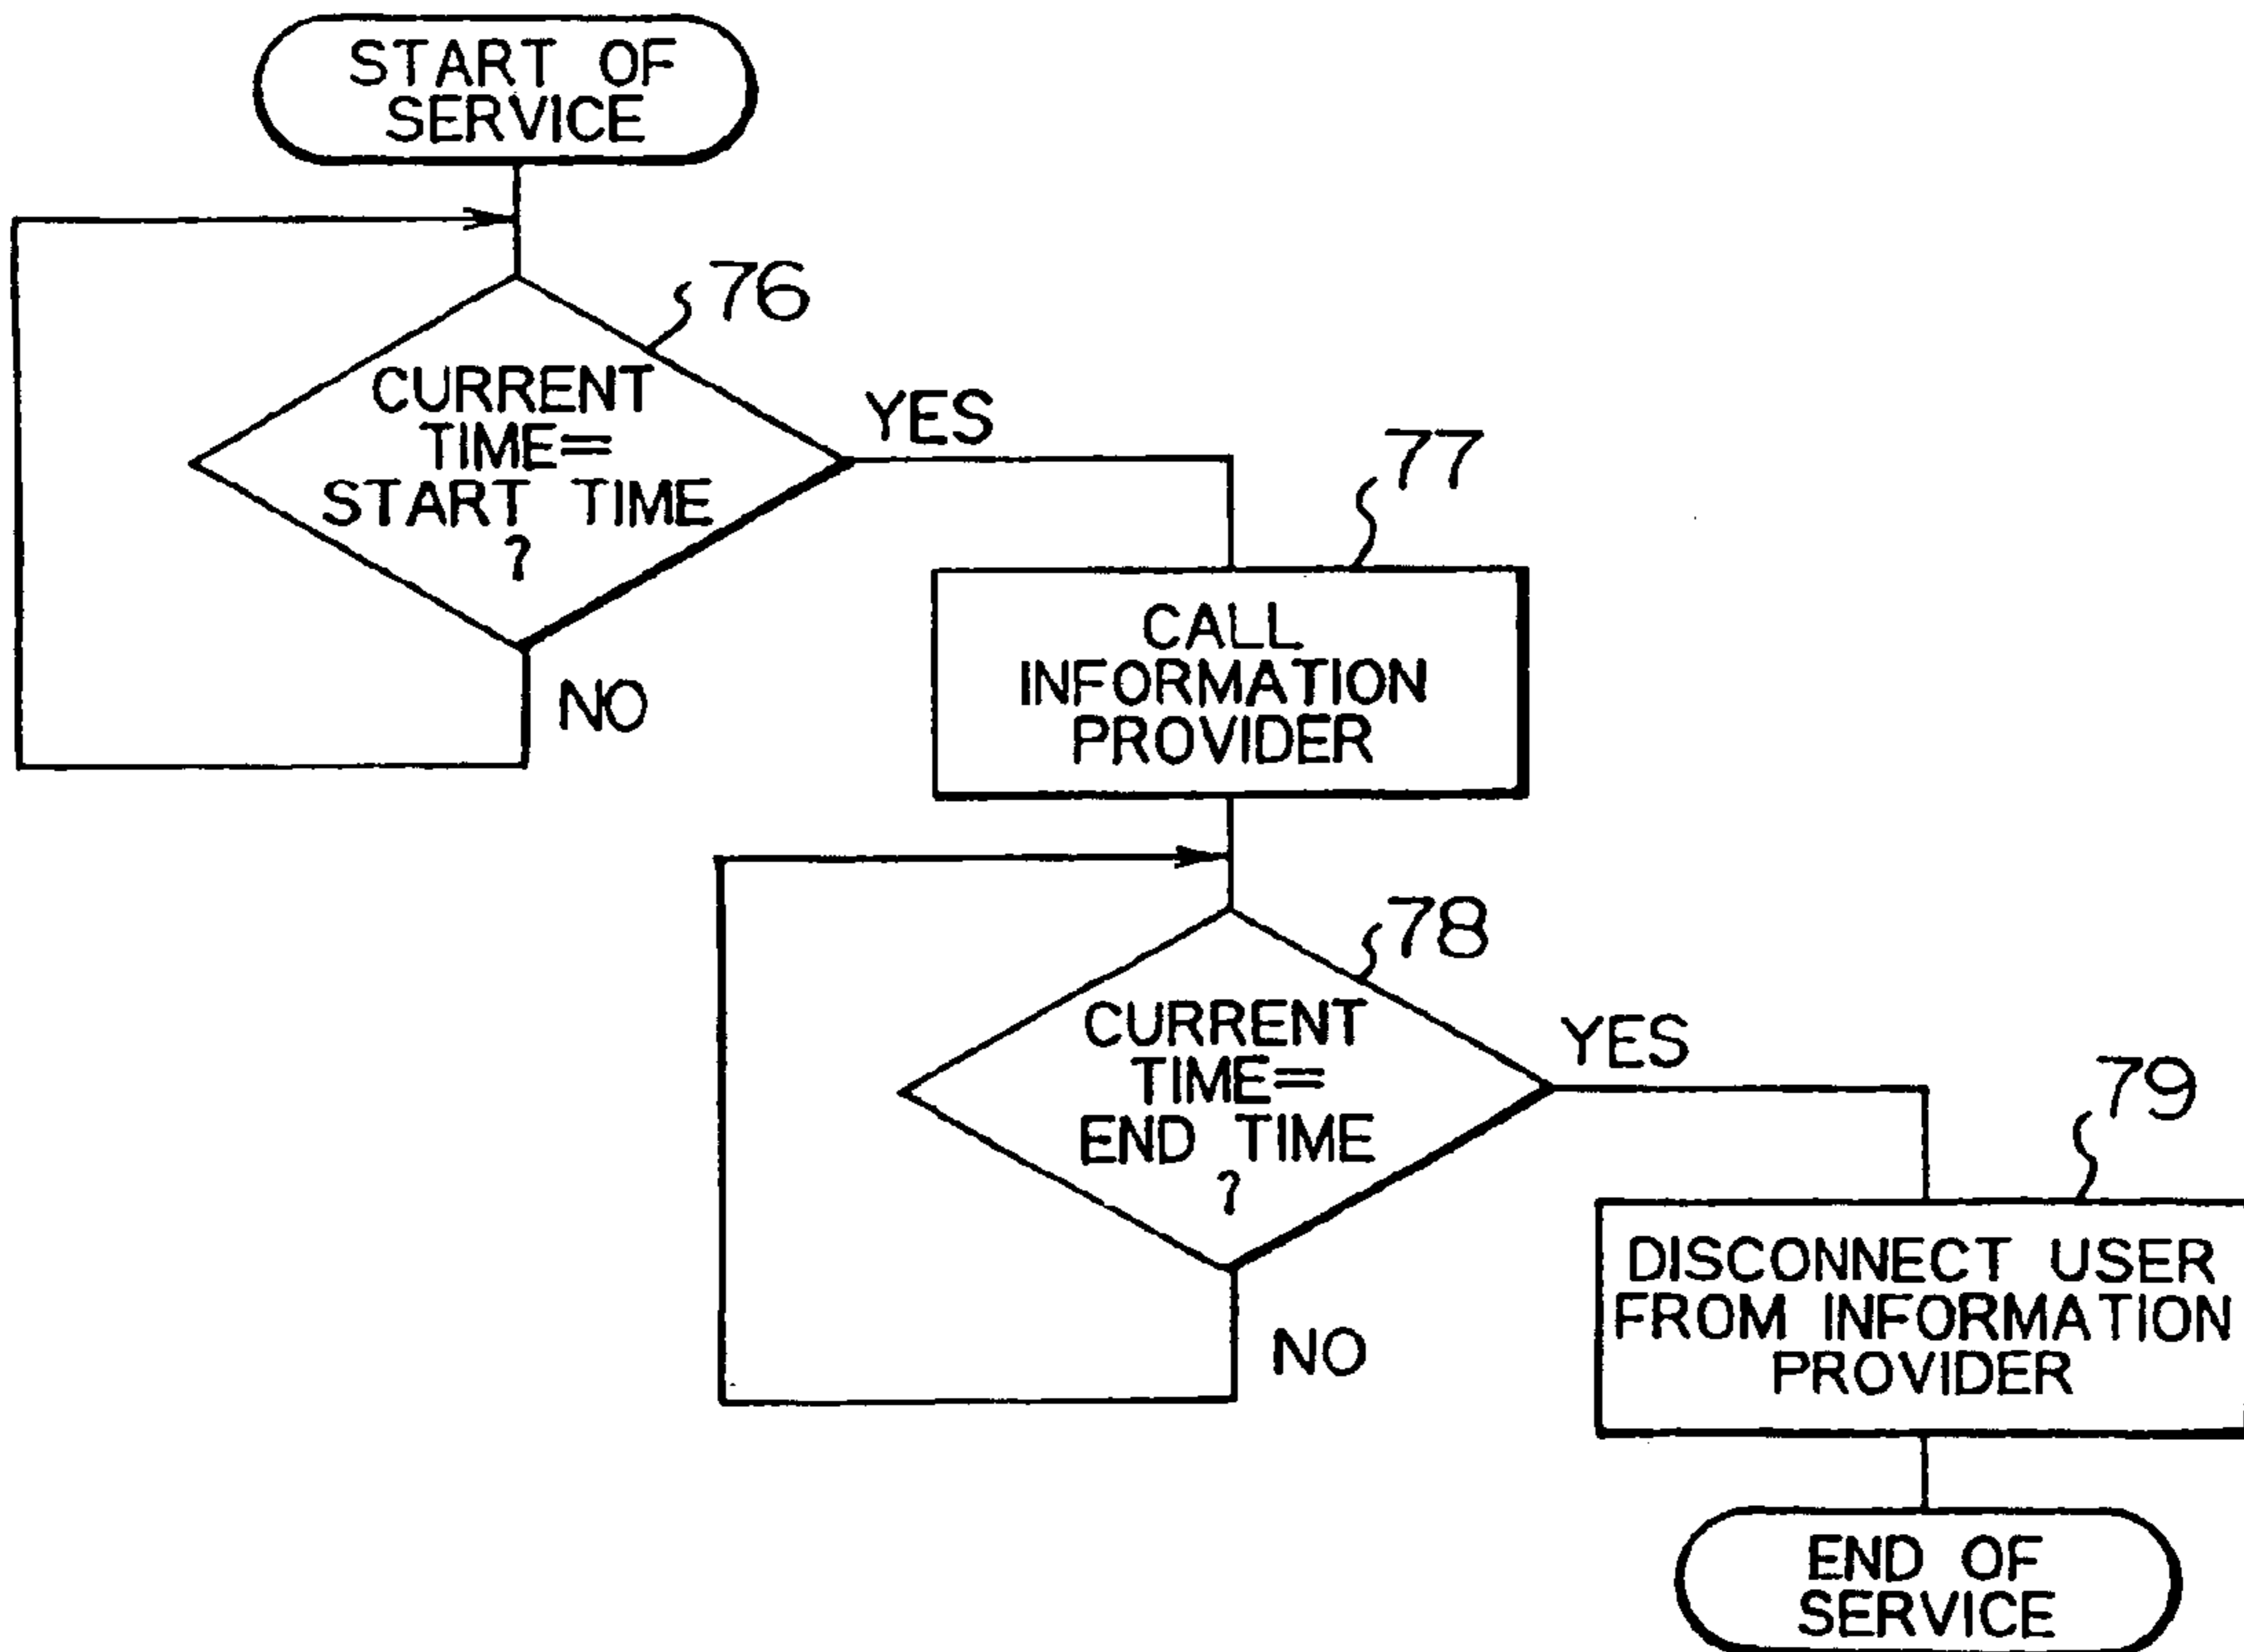 START OF
SERVICE
76
CURRENT
TIME=
START TIME
?
YES
NO
77
CALL
INFORMATION
PROVIDER
78
CURRENT
TIME=
END TIME
?
YES
NO
79
DISCONNECT USER
FROM INFORMATION
PROVIDER
END OF
SERVICE